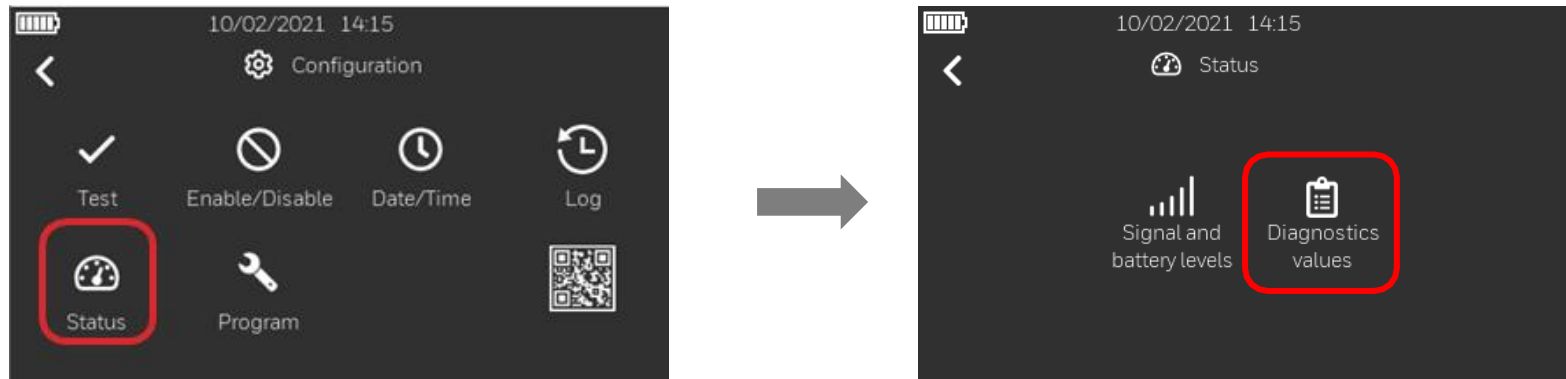 10/02/2021 14:15
Configuration
Test
Enable/Disable
Date/Time
Log
Status
Program
10/02/2021 14:15
Status
Signal and
battery levels
Diagnostics
values